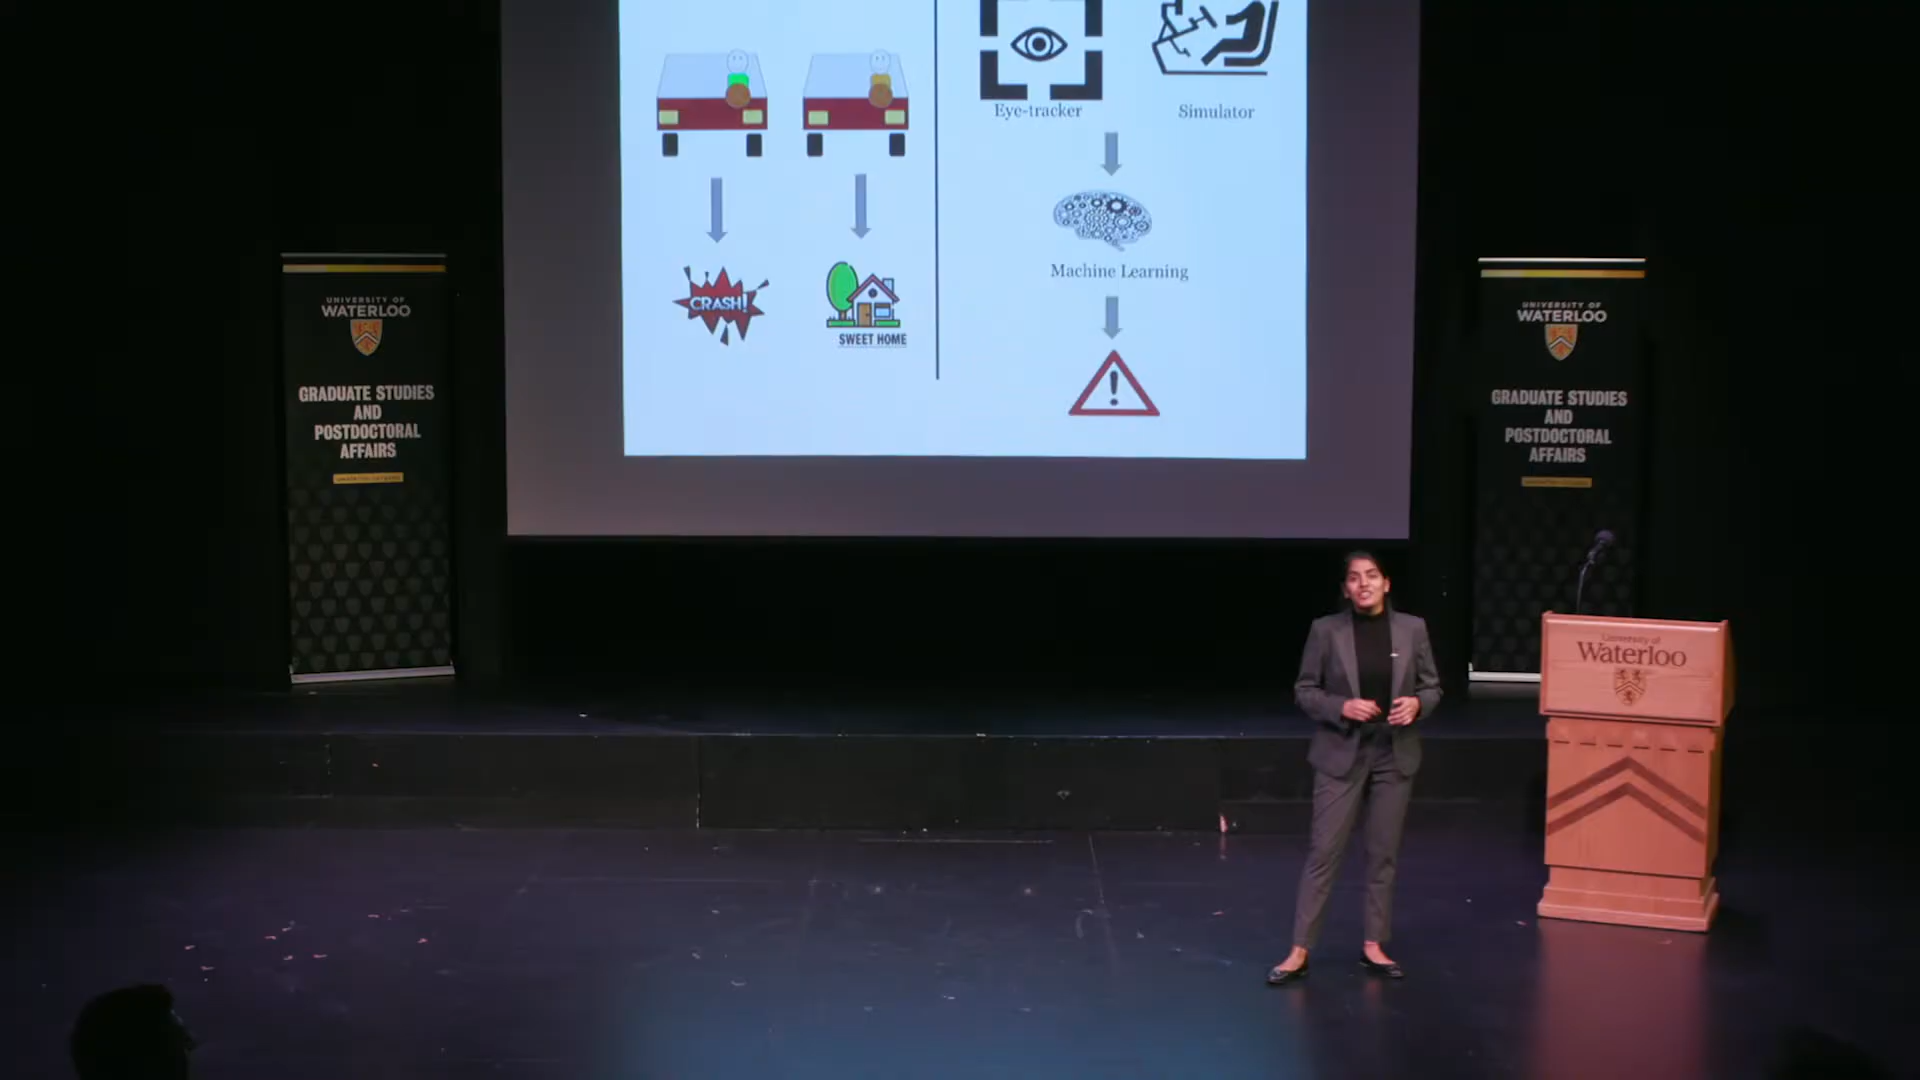 Eye-tracker
Simulator
Machine Learning
CRASH!
SWEET HOME
UNIVERSITY OF
WATERLOO
GRADUATE STUDIES
AND
POSTDOCTORAL
AFFAIRS
UNIVERSITY OF
WATERLOO
GRADUATE STUDIES
AND
POSTDOCTORAL
AFFAIRS
University of
Waterloo